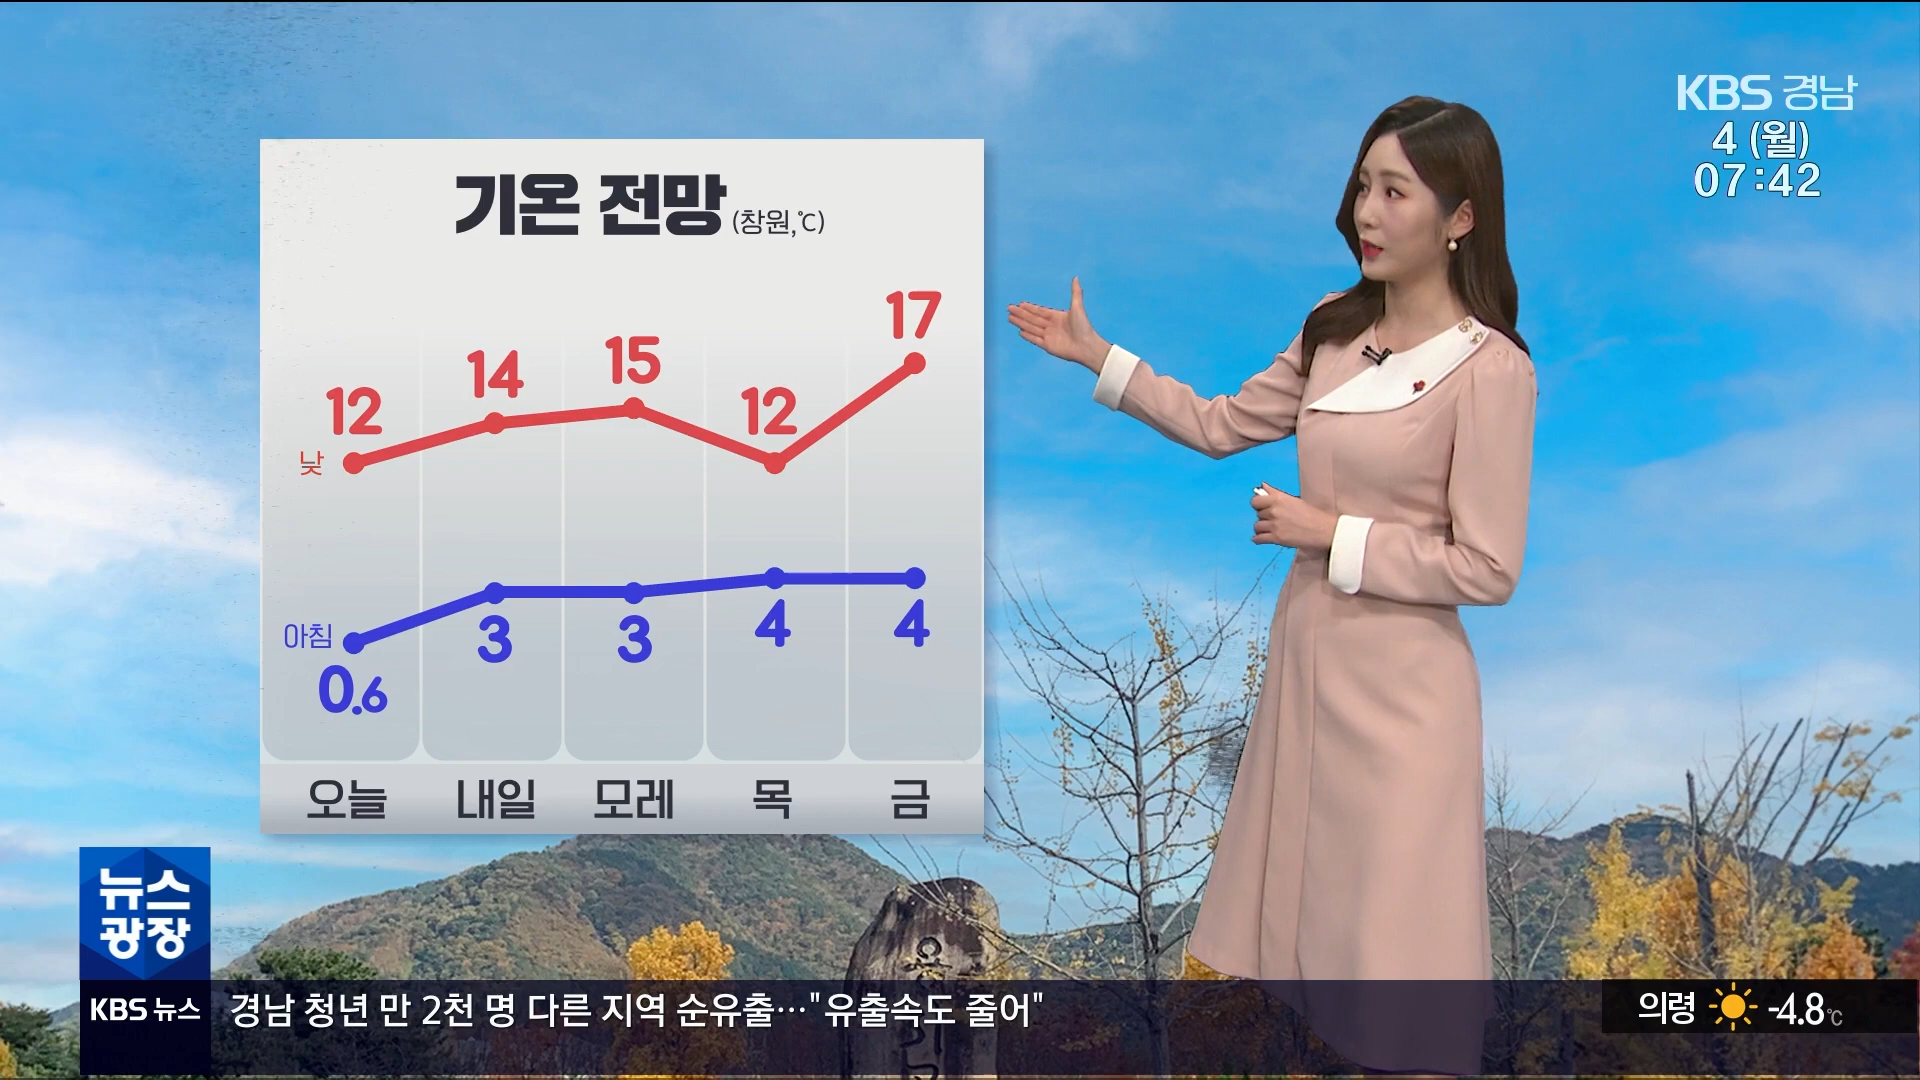 KBS 경남
4 (월)
07:42
기온 전망 (창원,℃)
12 14 15 12 17
낮
아침
0.6 3 3 4 4
오늘 내일 모레 목 금
뉴스
광장
KBS 뉴스
경남 청년 만 2천 명 다른 지역 순유출…"유출속도 줄어"
의령 -4.8℃